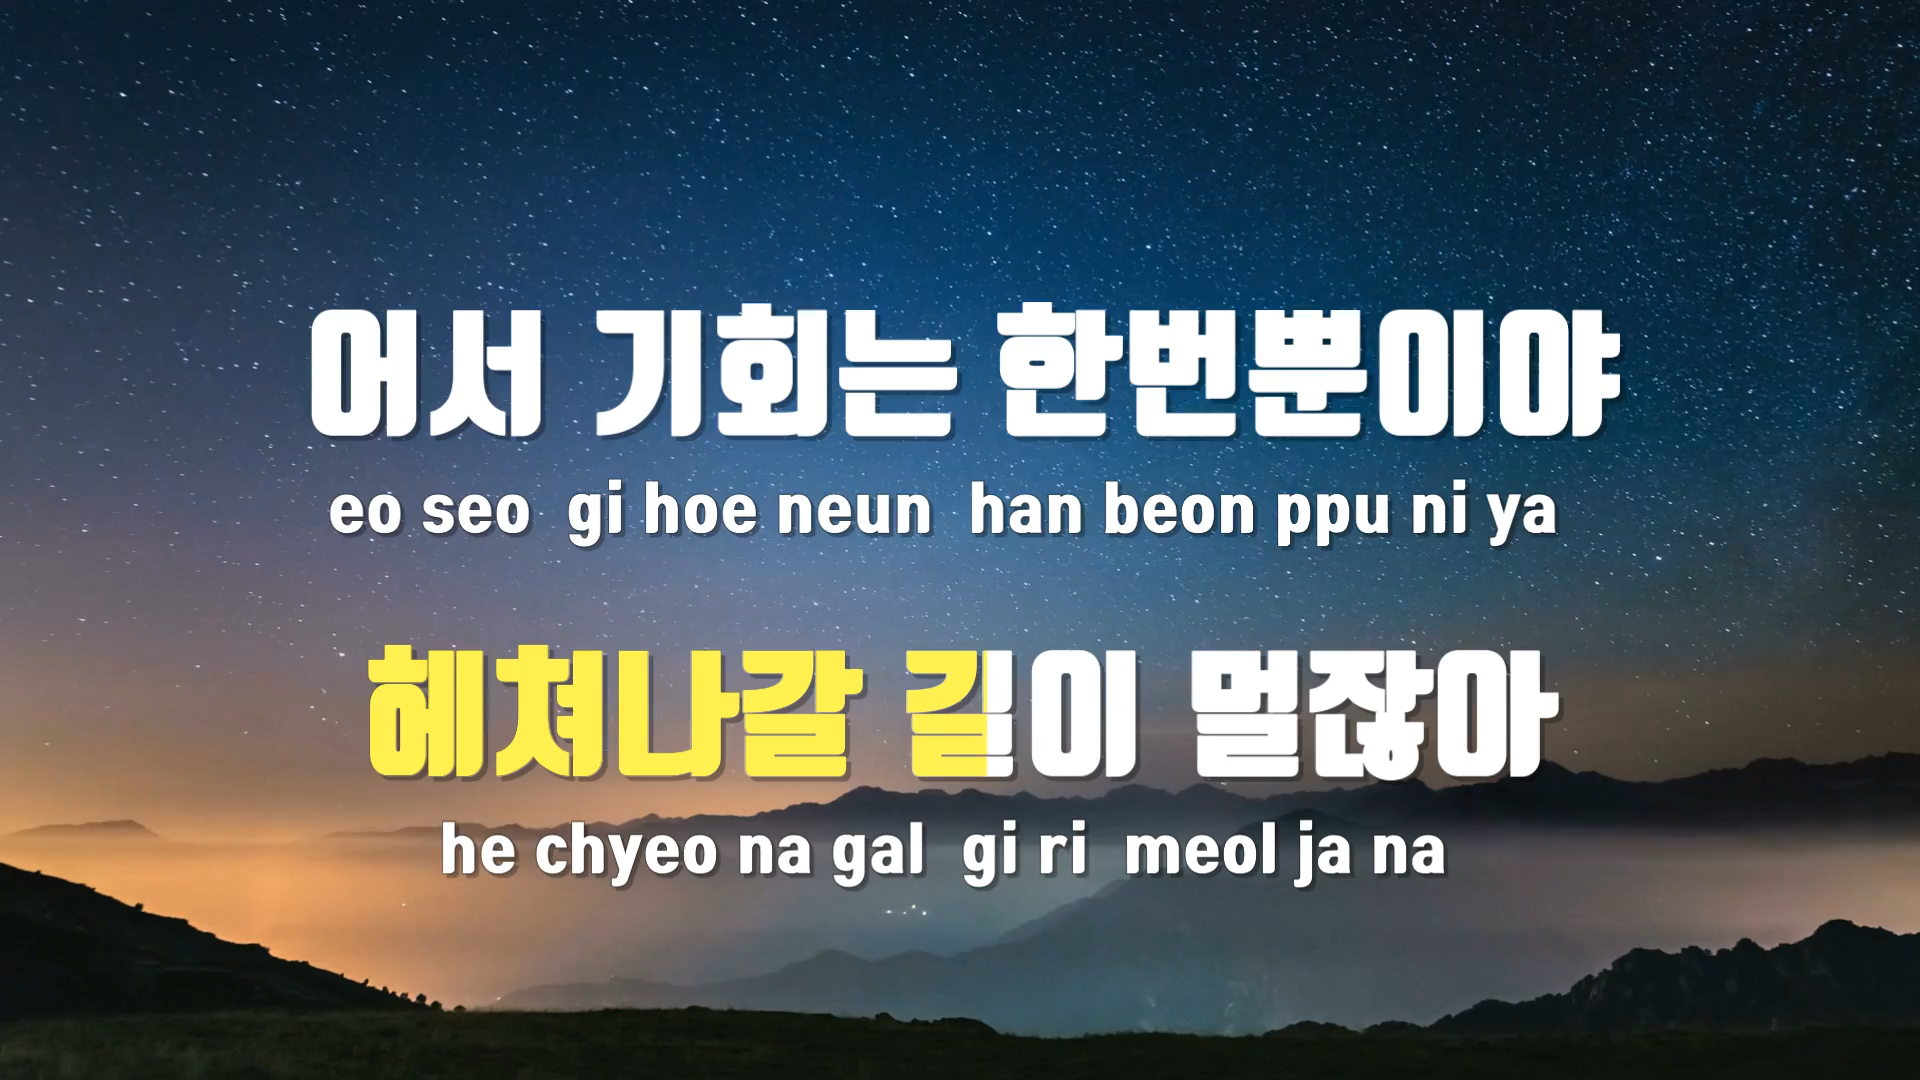 어서 기회는 한번뿐이야
eo seo gi hoe neun han beon ppu ni ya
헤쳐나갈 길이 멀잖아
he chyeo na gal gi ri meol ja na